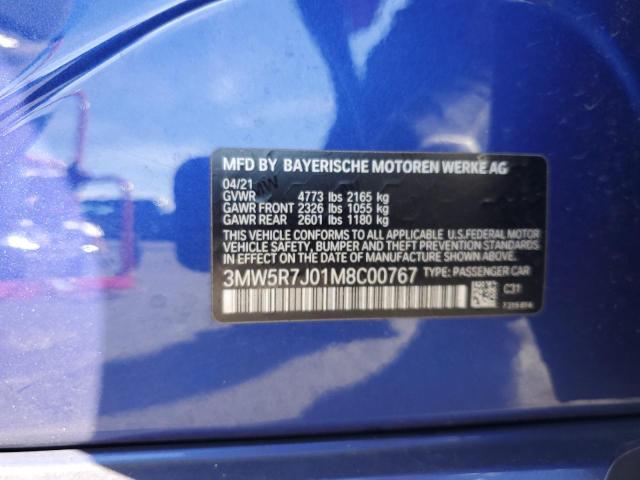 MFD BY BAYERISCHE MOTOREN WERKE AG
04/21
GVWR 4773 lbs 2165 kg
GAWR FRONT 2326 lbs 1055 kg
GAWR REAR 2601 lbs 1180 kg
THIS VEHICLE CONFORMS TO ALL APPLICABLE U.S.FEDERAL MOTOR
VEHICLE SAFETY, BUMPER, AND THEFT PREVENTION STANDARDS IN
EFFECT ON THE DATE OF MANUFACTURE SHOWN ABOVE.
3MW5R7J01M8C00767 TYPE: PASSENGER CAR
C31